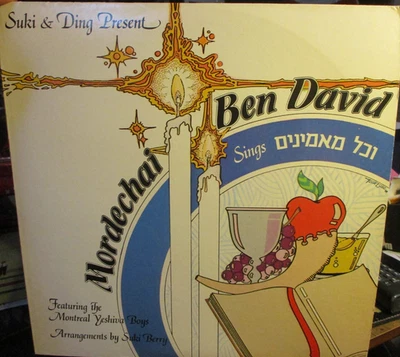 Suki & Ding Present
Mordechai Ben David
Sings וכל מאמינים
Featuring the
Montreal Yeshiva Boys
Arrangements by Suki Berry